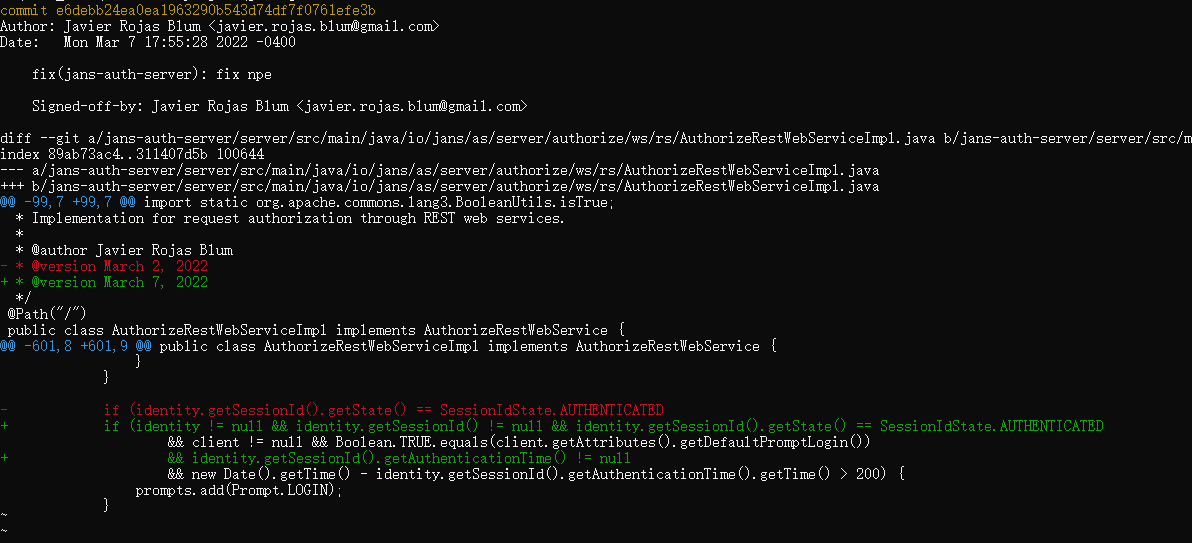 commit e6debb24ea0ea1963290b543d74df7f0761efe3b
Author: Javier Rojas Blum <javier.rojas.blum@gmail.com>
Date:   Mon Mar 7 17:55:28 2022 -0400
    fix(jans-auth-server): fix npe
    Signed-off-by: Javier Rojas Blum <javier.rojas.blum@gmail.com>
diff --git a/jans-auth-server/server/src/main/java/io/jans/as/server/authorize/ws/rs/AuthorizeRestWebServiceImpl.java b/jans-auth-server/server/src/m
index 89ab73ac4..311407d5b 100644
--- a/jans-auth-server/server/src/main/java/io/jans/as/server/authorize/ws/rs/AuthorizeRestWebServiceImpl.java
+++ b/jans-auth-server/server/src/main/java/io/jans/as/server/authorize/ws/rs/AuthorizeRestWebServiceImpl.java
@@ -99,7 +99,7 @@ import static org.apache.commons.lang3.BooleanUtils.isTrue;
  * Implementation for request authorization through REST web services.
  *
  * @author Javier Rojas Blum
- * @version March 2, 2022
+ * @version March 7, 2022
  */
 @Path("/")
 public class AuthorizeRestWebServiceImpl implements AuthorizeRestWebService {
@@ -601,8 +601,9 @@ public class AuthorizeRestWebServiceImpl implements AuthorizeRestWebService {
                 }
             }
-            if (identity.getSessionId().getState() == SessionIdState.AUTHENTICATED
+            if (identity != null && identity.getSessionId() != null && identity.getSessionId().getState() == SessionIdState.AUTHENTICATED
                     && client != null && Boolean.TRUE.equals(client.getAttributes().getDefaultPromptLogin())
+                    && identity.getSessionId().getAuthenticationTime() != null
                     && new Date().getTime() - identity.getSessionId().getAuthenticationTime().getTime() > 200) {
                 prompts.add(Prompt.LOGIN);
             }
~
~